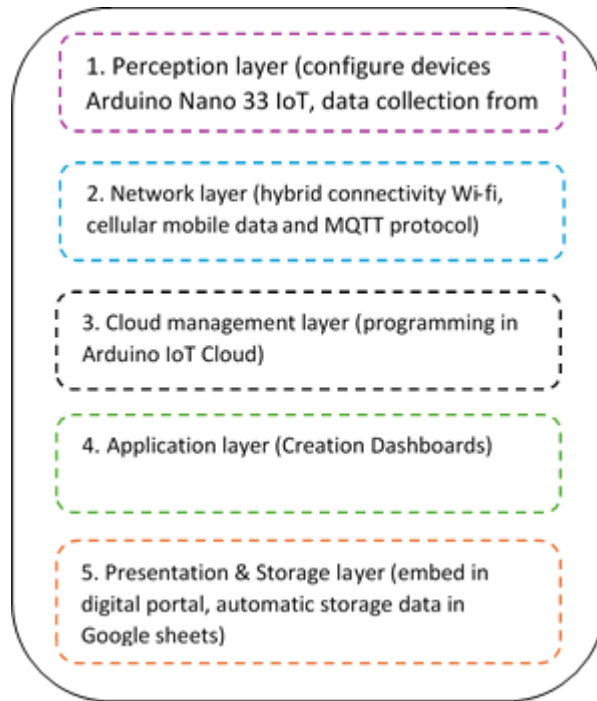 1. Perception layer (configure devices
Arduino Nano 33 IoT, data collection from
2. Network layer (hybrid connectivity Wi-fi,
cellular mobile data and MQTT protocol)
3. Cloud management layer (programming in
Arduino IoT Cloud)
4. Application layer (Creation Dashboards)
5. Presentation & Storage layer (embed in
digital portal, automatic storage data in
Google sheets)